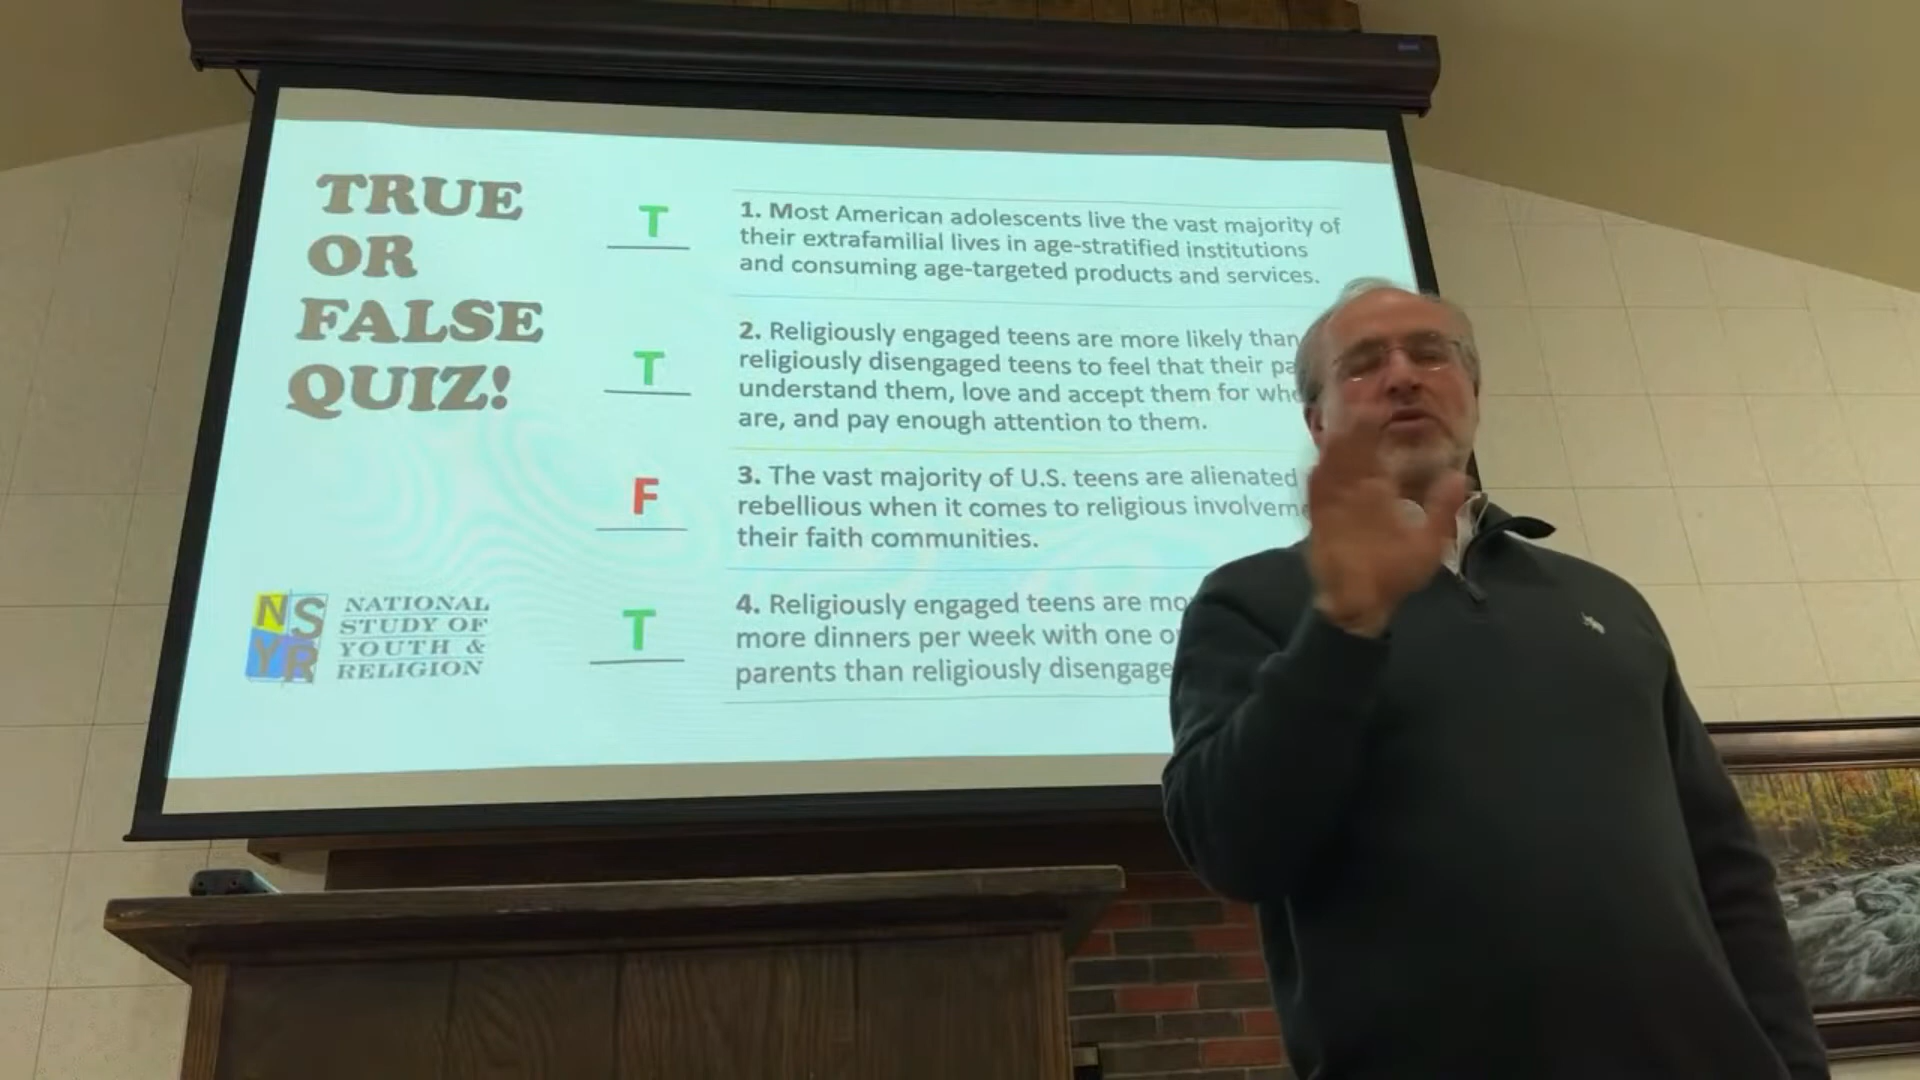 TRUE
OR
FALSE
QUIZ!
T
1. Most American adolescents live the vast majority of
their extrafamilial lives in age-stratified institutions
and consuming age-targeted products and services.
T
2. Religiously engaged teens are more likely than
religiously disengaged teens to feel that their
understand them, love and accept them for
are, and pay enough attention to them.
F
3. The vast majority of U.S. teens are alienated
rebellious when it comes to religious
their faith communities.
T
4. Religiously engaged teens are
more dinners per week with one
parents than religiously
NS
YR
NATIONAL
STUDY OF
YOUTH &
RELIGION